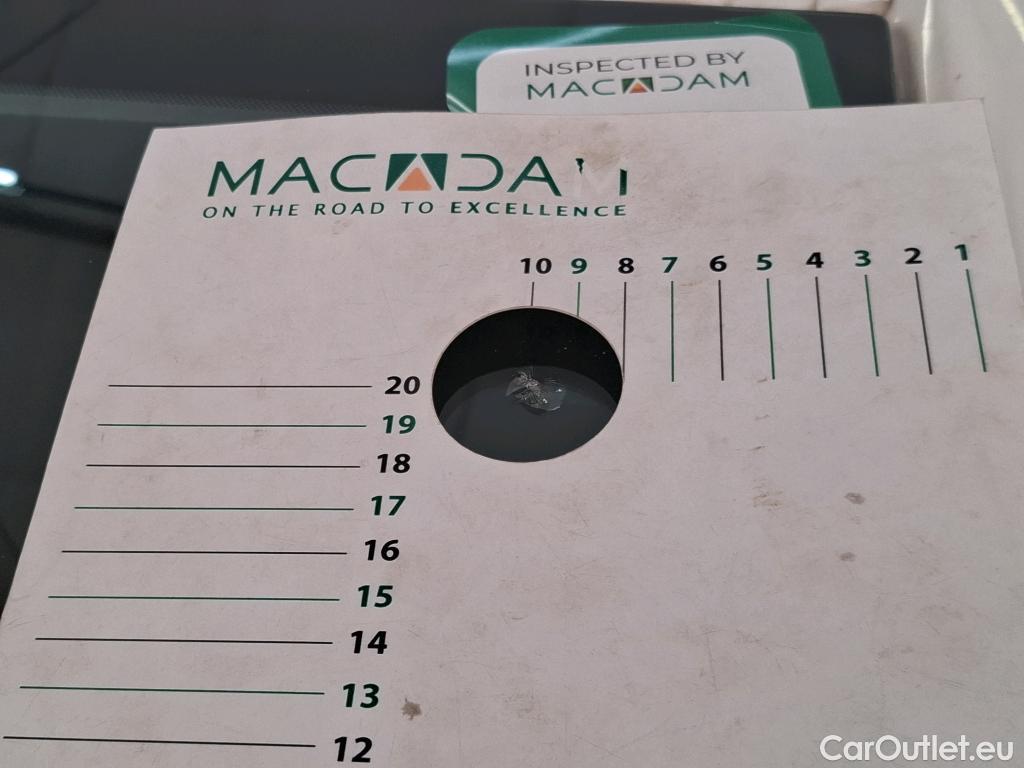 INSPECTED BY
MACADAM
MACADAM
ON THE ROAD TO EXCELLENCE
10 9 8 7 6 5 4 3 2 1
20
19
18
17
16
15
14
13
12
CarOutlet.eu